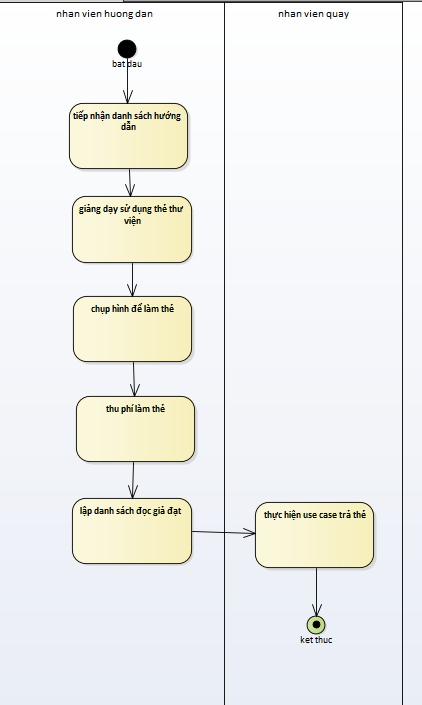 nhan vien huong dan
nhan vien quay
bat dau
tiếp nhận danh sách hướng
dẫn
giảng dạy sử dụng thẻ thư
viện
chụp hình để làm thẻ
thu phí làm thẻ
lập danh sách đọc giả đạt
thực hiện use case trả thẻ
ket thuc